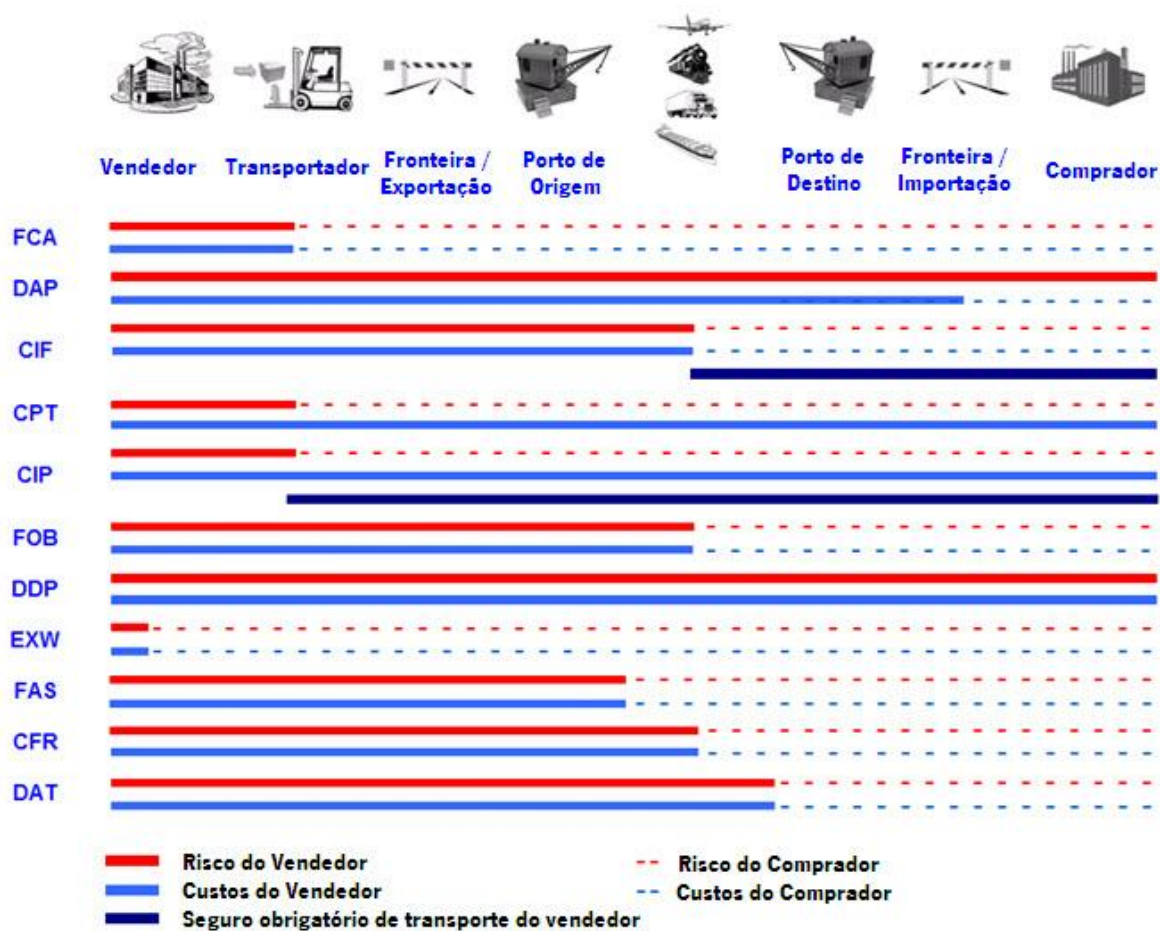 Vendedor
Transportador
Fronteira /
Exportação
Porto de
Origem
Porto de
Destino
Fronteira /
Importação
Comprador
FCA
DAP
CIF
CPT
CIP
FOB
DDP
EXW
FAS
CFR
DAT
Risco do Vendedor
Risco do Comprador
Custos do Vendedor
Custos do Comprador
Seguro obrigatório de transporte do vendedor